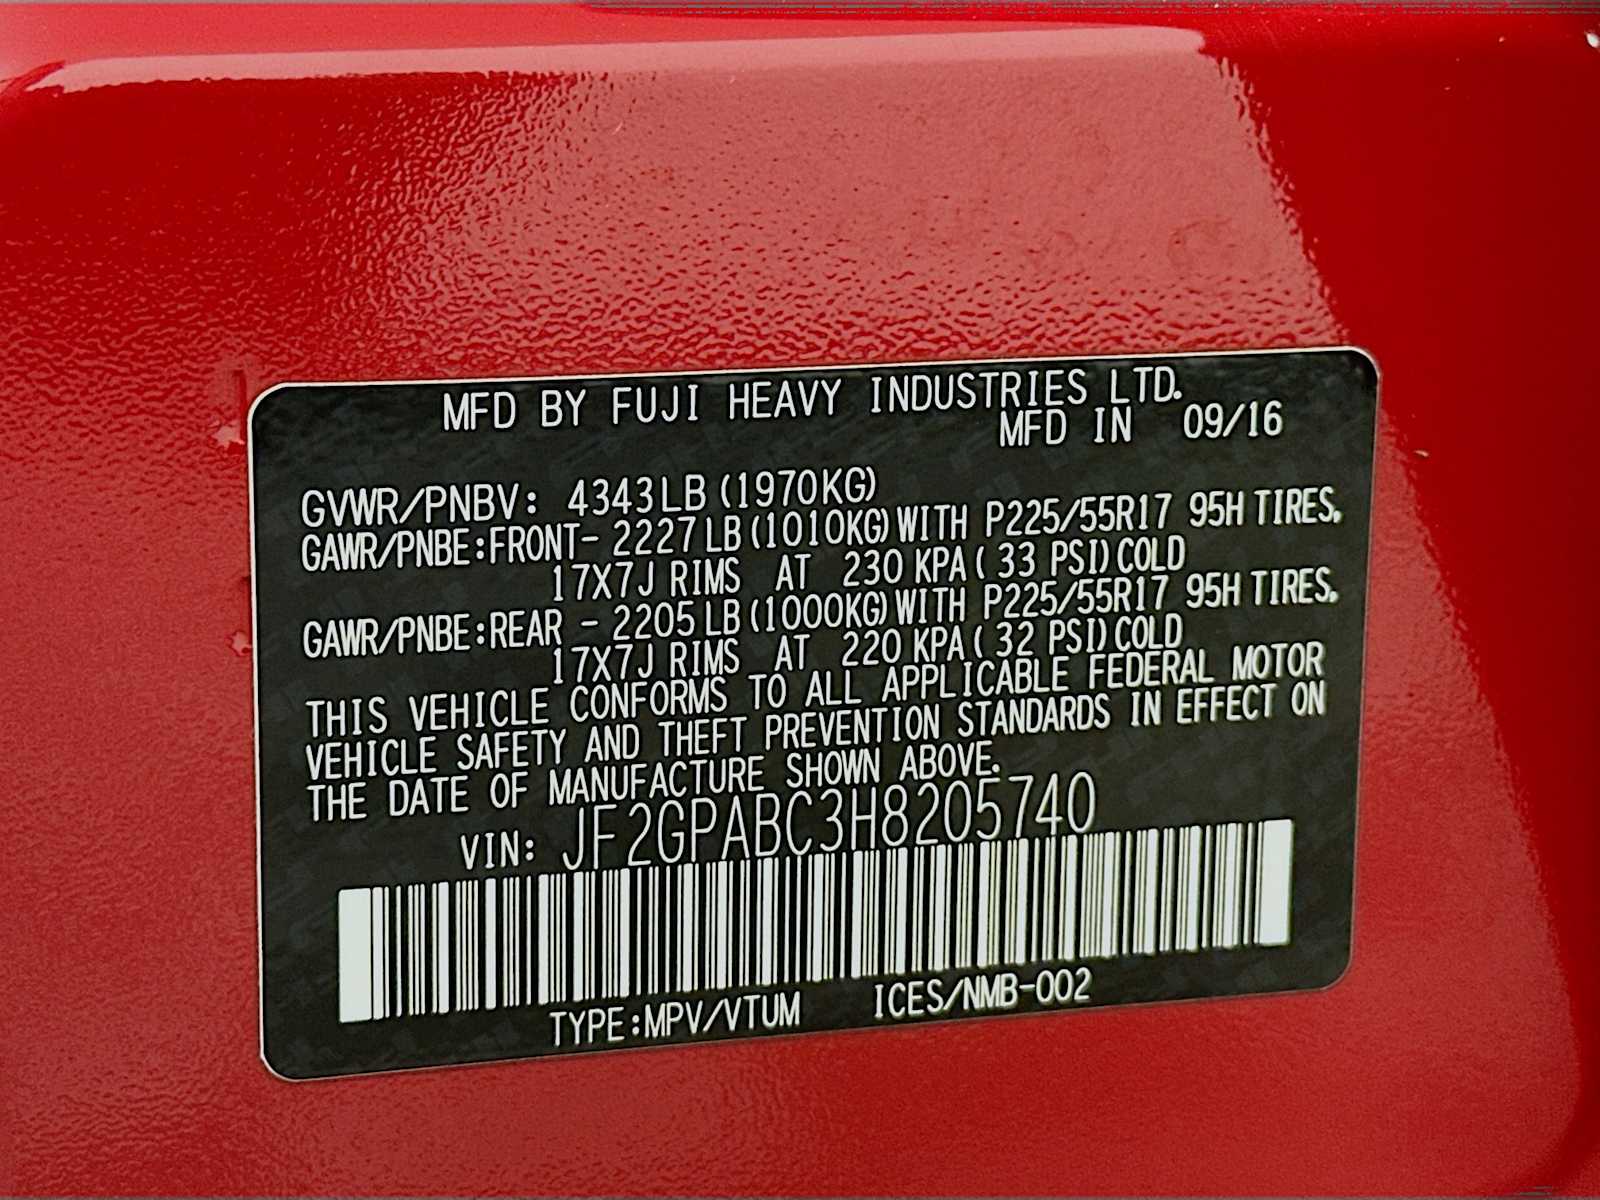 MFD BY FUJI HEAVY INDUSTRIES LTD.
MFD IN 09/16
GVWR/PNBV: 4343LB (1970KG)
GAWR/PNBE:FRONT- 2227LB (1010KG) WITH P225/55R17 95H TIRES.
17X7J RIMS AT 230 KPA ( 33 PSI) COLD
GAWR/PNBE:REAR - 2205LB (1000KG) WITH P225/55R17 95H TIRES.
17X7J RIMS AT 220 KPA ( 32 PSI) COLD
THIS VEHICLE CONFORMS TO ALL APPLICABLE FEDERAL MOTOR
VEHICLE SAFETY AND THEFT PREVENTION STANDARDS IN EFFECT ON
THE DATE OF MANUFACTURE SHOWN ABOVE.
VIN: JF2GPABC3H8205740
TYPE:MPV/VTUM ICES/NMB-002